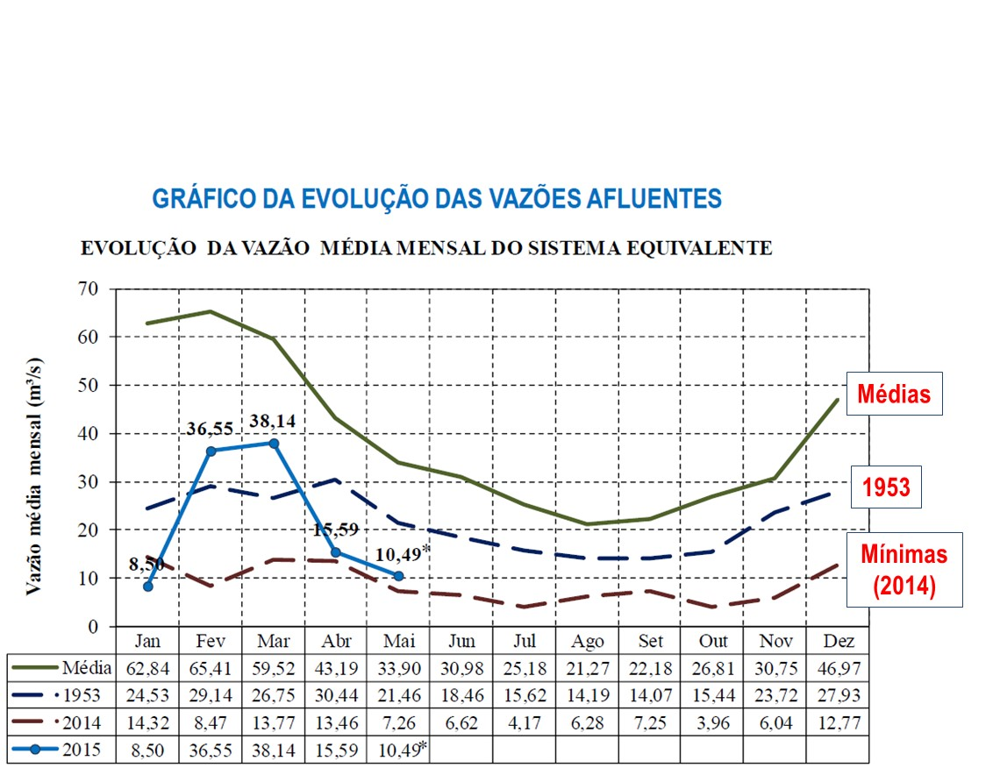 GRÁFICO DA EVOLUÇÃO DAS VAZÕES AFLUENTES
EVOLUÇÃO DA VAZÃO MÉDIA MENSAL DO SISTEMA EQUIVALENTE
Vazão média mensal (m³/s)
70
60
50
40
30
20
10
0
36,55
38,14
15,59
10,49*
8,50
Médias
1953
Mínimas
(2014)
Jan Fev Mar Abr Mai Jun Jul Ago Set Out Nov Dez
Média 62,84 65,41 59,52 43,19 33,90 30,98 25,18 21,27 22,18 26,81 30,75 46,97
1953 24,53 29,14 26,75 30,44 21,46 18,46 15,62 14,19 14,07 15,44 23,72 27,93
2014 14,32 8,47 13,77 13,46 7,26 6,62 4,17 6,28 7,25 3,96 6,04 12,77
2015 8,50 36,55 38,14 15,59 10,49*